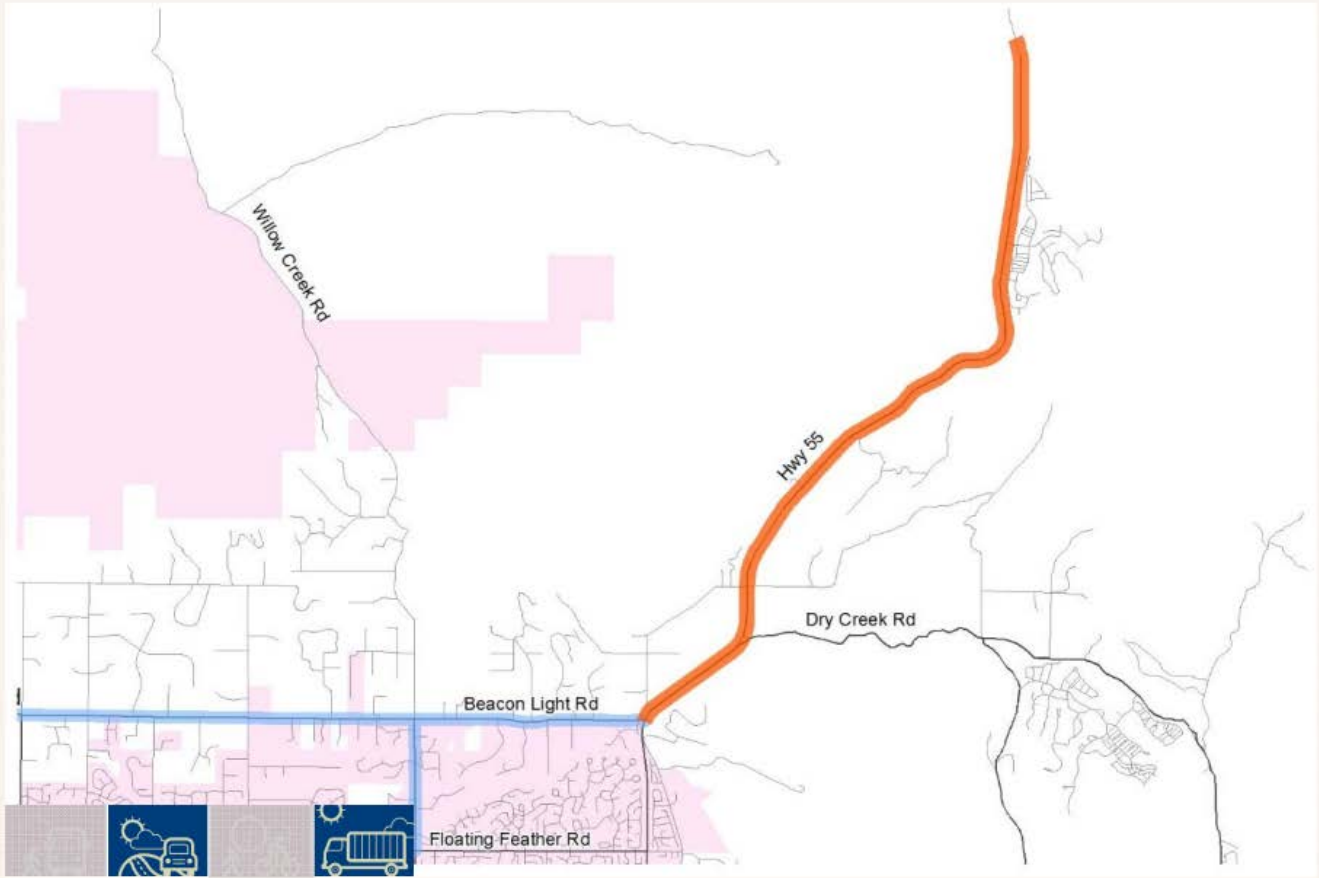 Willow Creek Rd
Hwy 55
Dry Creek Rd
Beacon Light Rd
Floating Feather Rd